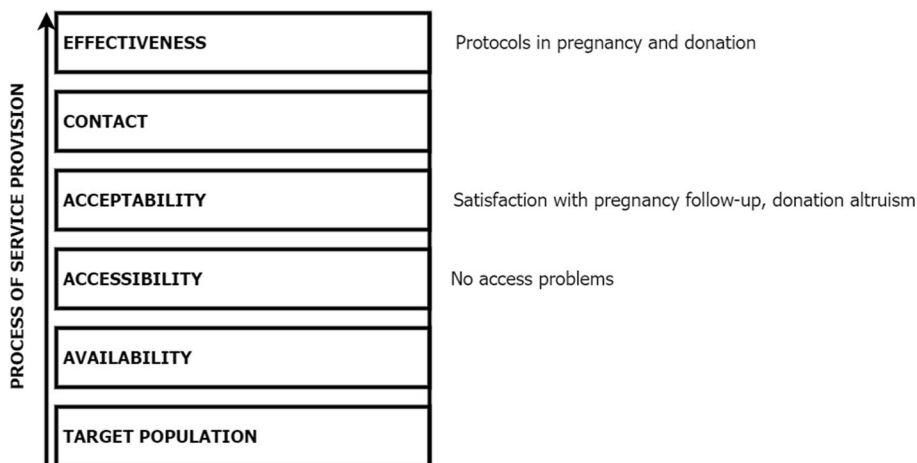 PROCESS OF SERVICE PROVISION
EFFECTIVENESS
Protocols in pregnancy and donation
CONTACT
ACCEPTABILITY
Satisfaction with pregnancy follow-up, donation altruism
ACCESSIBILITY
No access problems
AVAILABILITY
TARGET POPULATION